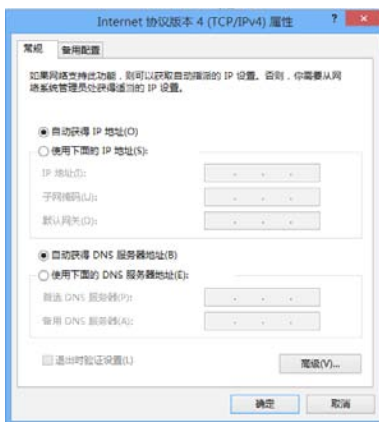 Internet 协议版本 4 (TCP/IPv4) 属性
常规 备用配置
如果网络支持此功能，则可以获取自动指派的 IP 设置。否则，你需要从网
络系统管理员处获得适当的 IP 设置。
自动获得 IP 地址(O)
使用下面的 IP 地址(S):
IP 地址(I):
子网掩码(U):
默认网关(D):
自动获得 DNS 服务器地址(B)
使用下面的 DNS 服务器地址(E):
首选 DNS 服务器(P):
备用 DNS 服务器(A):
退出时验证设置(L)
高级(V)...
确定 取消